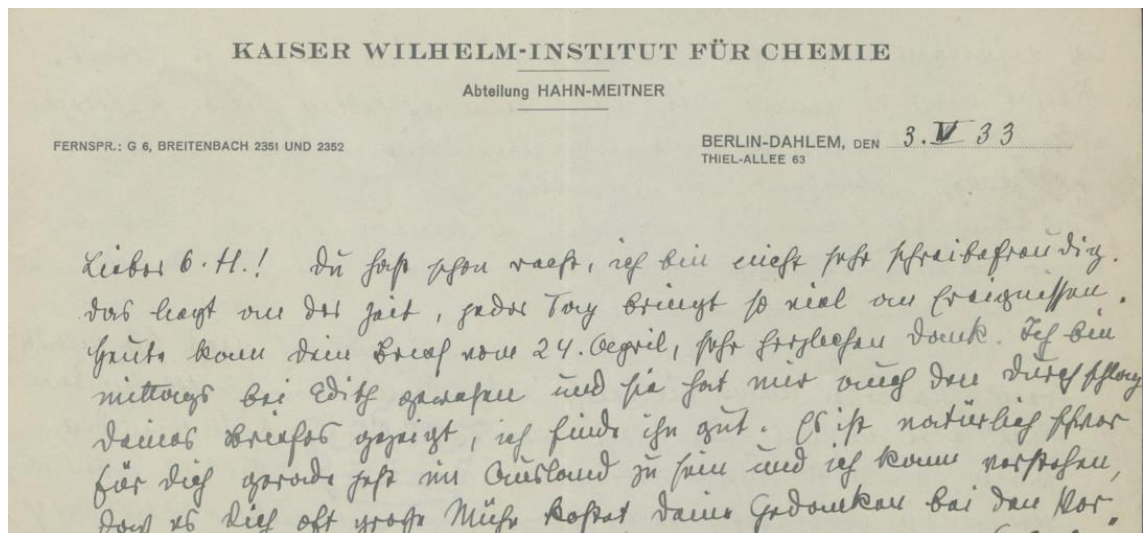 KAISER WILHELM-INSTITUT FÜR CHEMIE
Abteilung HAHN-MEITNER
FERNSPR.: G 6, BREITENBACH 2351 UND 2352
BERLIN-DAHLEM, DEN 3. V 33
THIEL-ALLEE 63
Lieber O. H.! Du hast schon recht, ich bin nicht sehr schreibefreudig.
Das liegt an der Zeit, jeder Tag bringt so viel an Ereignissen.
Heute kam Dein Brief vom 24. April, sehr herzlichen Dank. Ich bin
mittags bei Edith gewesen und sie hat mir auch den Durchschlag
Deines Briefes gezeigt, ich finde ihn gut. Es ist natürlich schwer
für Dich gerade jetzt im Ausland zu sein und ich kann verstehen,
dass es Dich oft grosse Mühe kostet Deine Gedanken bei den Vor-